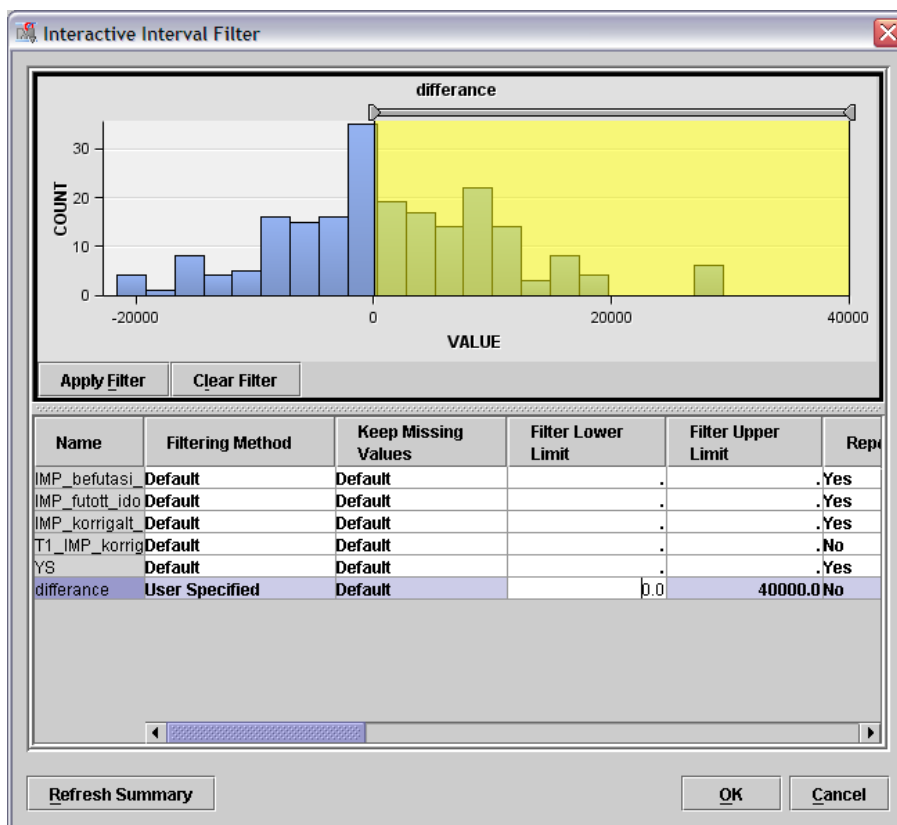 Interactive Interval Filter
differance
COUNT
30
20
10
0
-20000 0 20000 40000
VALUE
Apply Filter Clear Filter
Name Filtering Method Keep Missing Values Filter Lower Limit Filter Upper Limit Repo
IMP_befutasi_ Default Default . . Yes
IMP_futott_ido Default Default . . Yes
IMP_korrigalt_ Default Default . . Yes
T1_IMP_korrig Default Default . . No
YS Default Default . . Yes
differance User Specified Default 0.0 40000.0 No
Refresh Summary OK Cancel